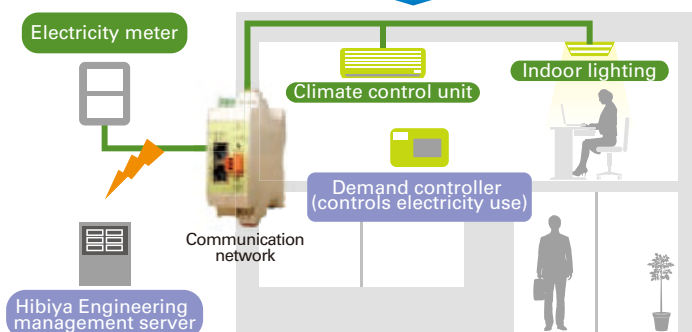 Electricity meter
Climate control unit
Indoor lighting
Demand controller
(controls electricity use)
Communication
network
Hibiya Engineering
management server